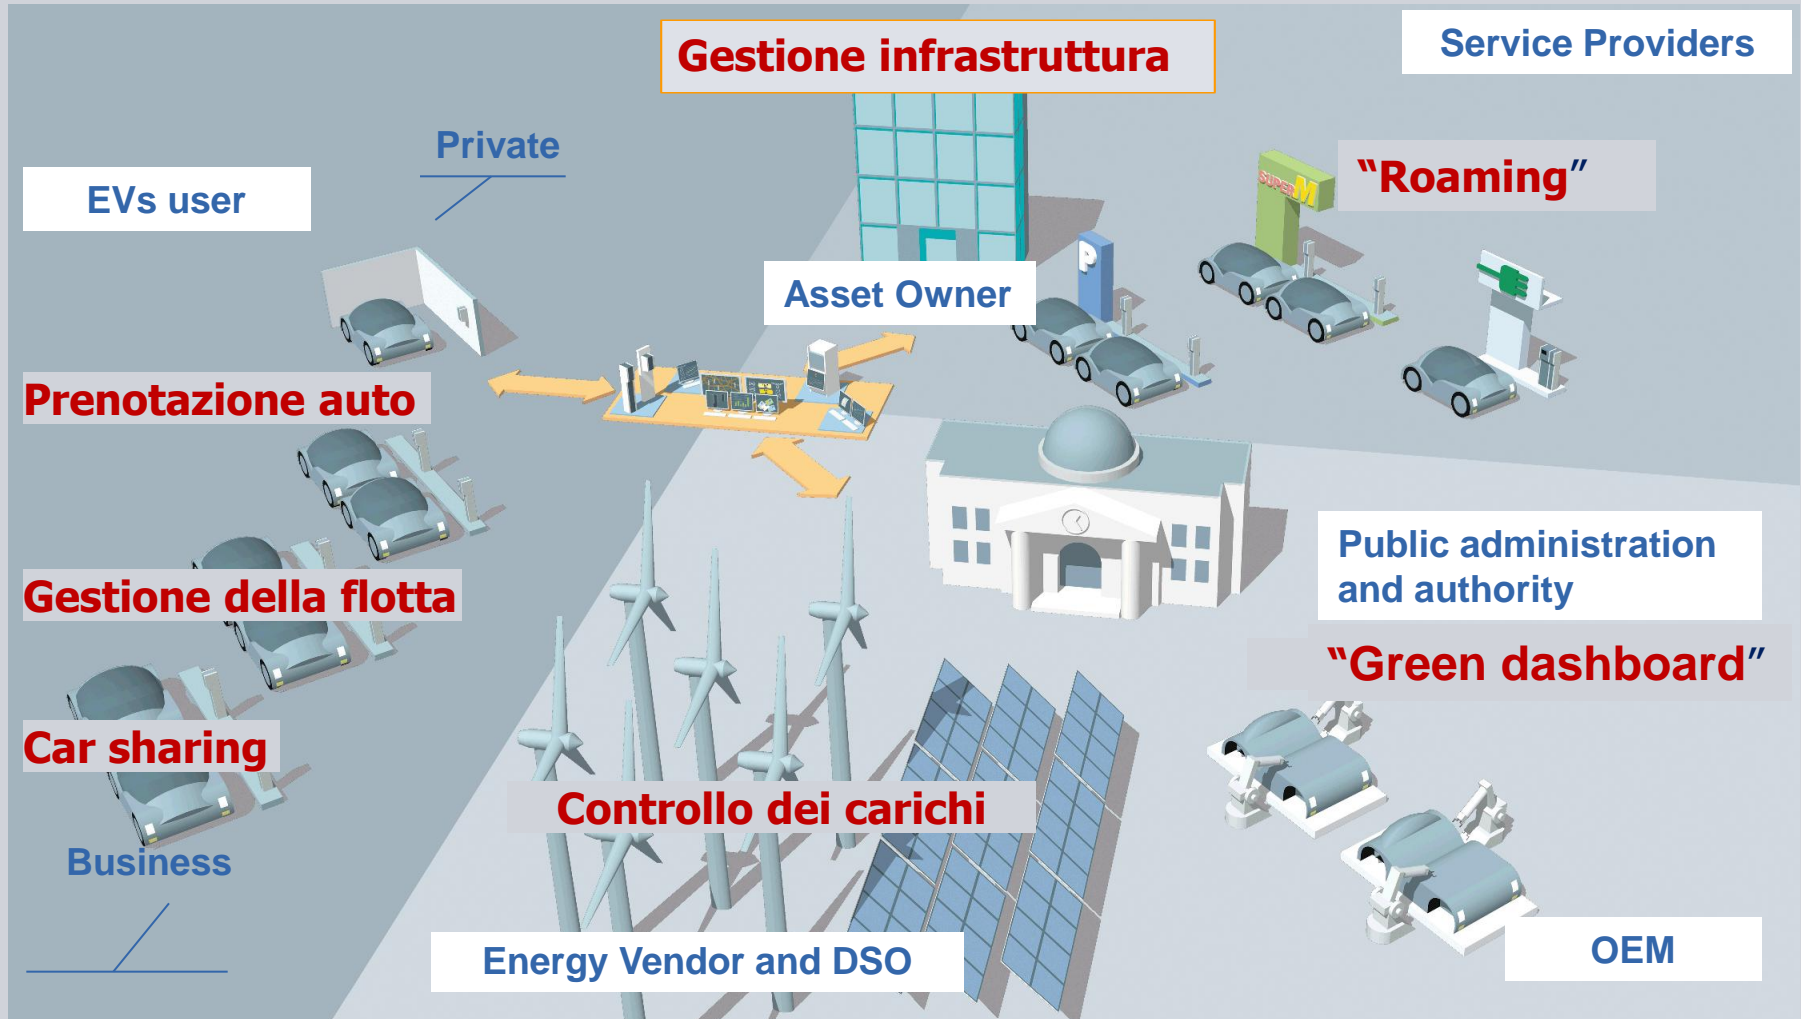 Gestione infrastruttura
Service Providers
Private
EVs user
“Roaming”
SUPER M
P
Asset Owner
Prenotazione auto
Public administration
and authority
Gestione della flotta
“Green dashboard”
Car sharing
Controllo dei carichi
Business
Energy Vendor and DSO
OEM